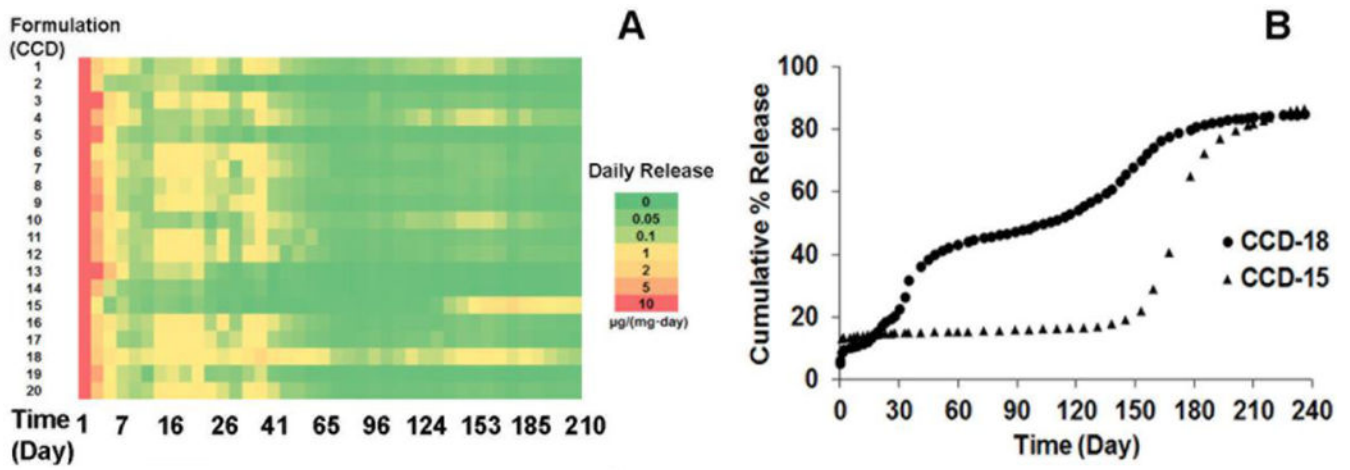 Formulation
(CCD)
1
2
3
4
5
6
7
8
9
10
11
12
13
14
15
16
17
18
19
20
Time 1 7 16 26 41 65 96 124 153 185 210
(Day)
A
Daily Release
0
0.05
0.1
1
2
5
10
µg/(mg-day)
B
Cumulative % Release
100
80
60
40
20
0
0 30 60 90 120 150 180 210 240
Time (Day)
CCD-18
CCD-15